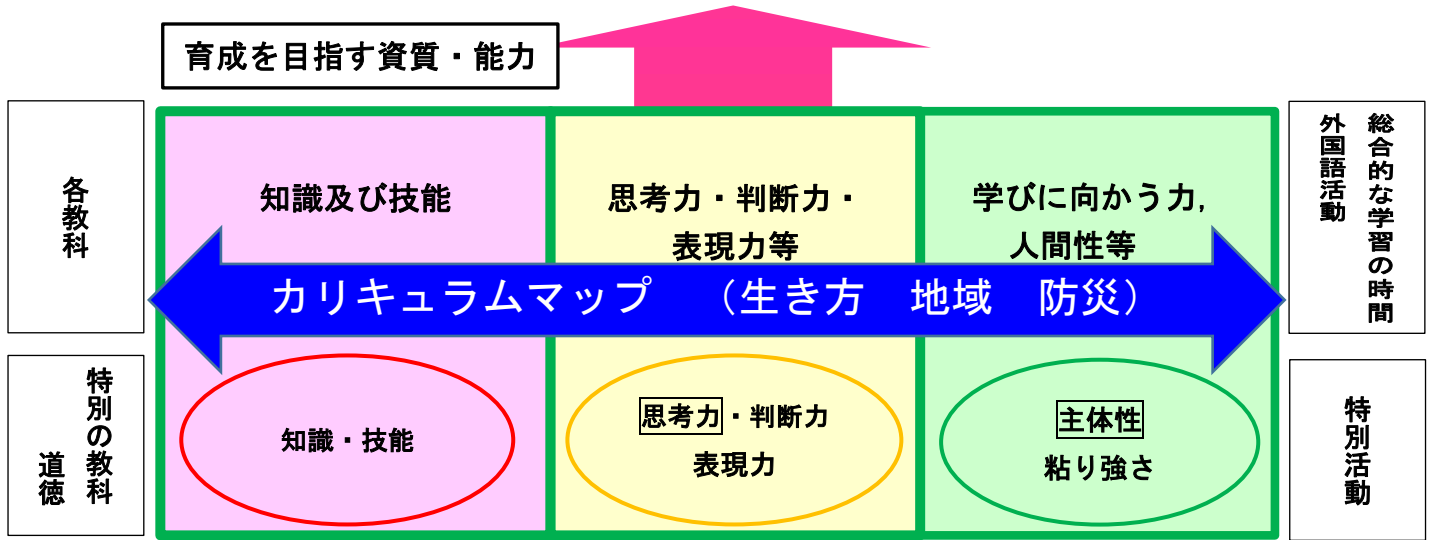 育成を目指す資質・能力
各教科
特別の教科
道徳
知識及び技能
思考力・判断力・
表現力等
学びに向かう力,
人間性等
カリキュラムマップ　（生き方　地域　防災）
知識・技能
思考力・判断力
表現力
主体性
粘り強さ
総合的な学習の時間
外国語活動
特別活動